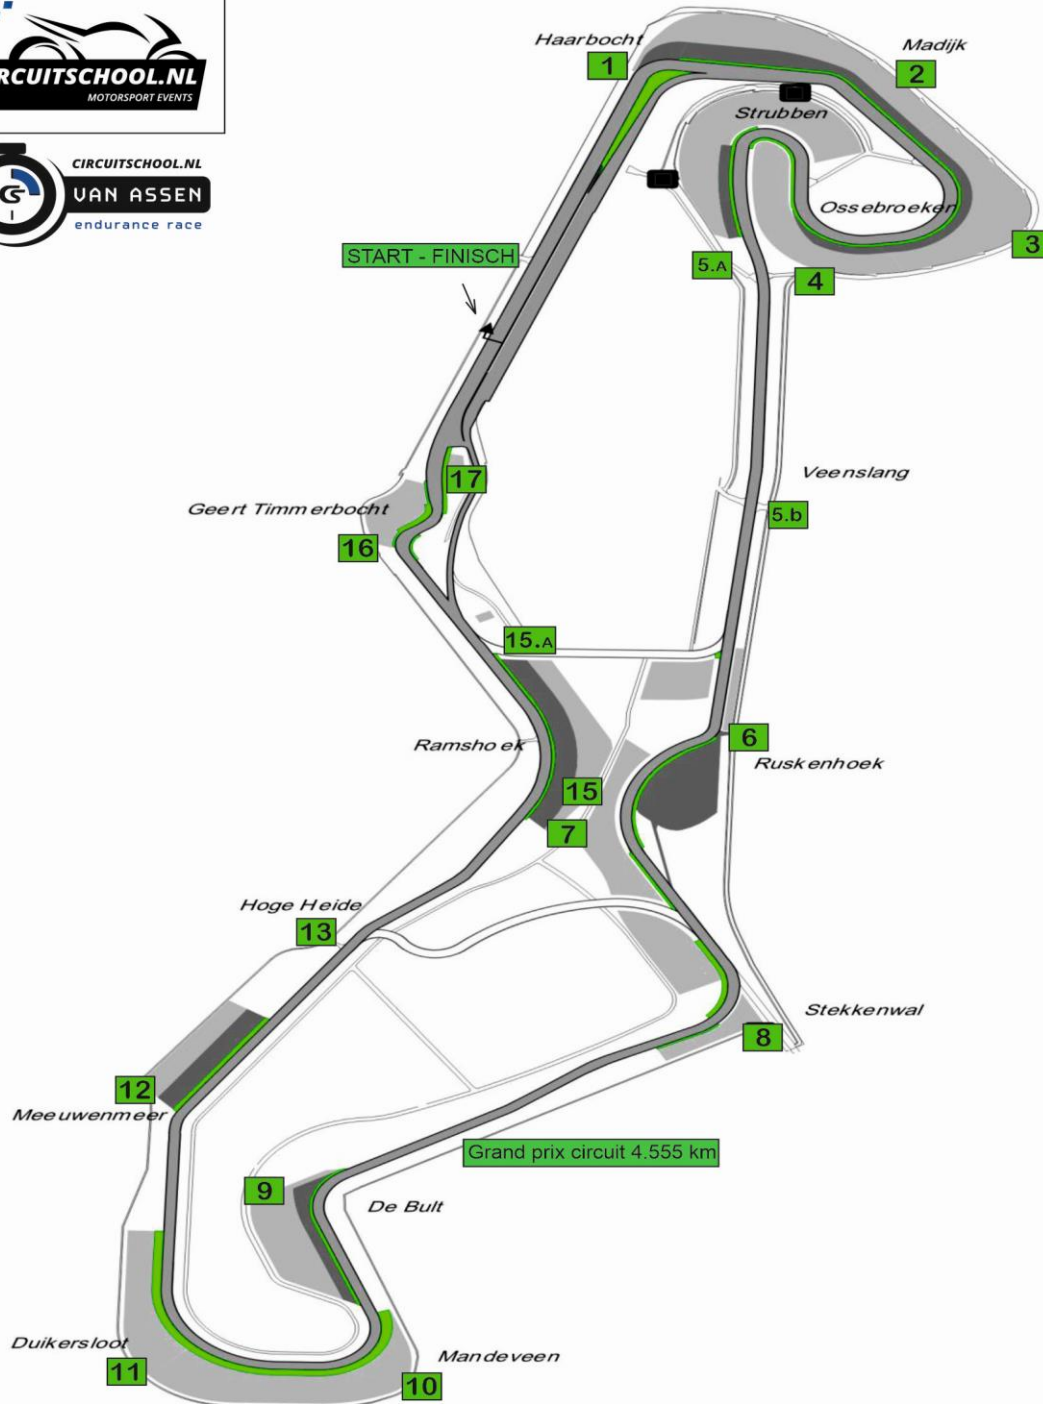 RCUITSCHOOL.NL
MOTORSPORT EVENTS
CIRCUITSCHOOL.NL
VAN ASSEN
endurance race
CS
Haarbocht
1
Madijk
2
Strubben
Ossebroeken
3
START - FINISCH
5.A
4
Veenslang
17
Geert Timmerbocht
5.b
16
15.A
Ramshoek
6
Ruskenhoek
15
7
Hoge Heide
13
Stekkenwal
8
12
Meeuwenmeer
Grand prix circuit 4.555 km
9
De Bult
Duikersloot
11
Mandeveen
10